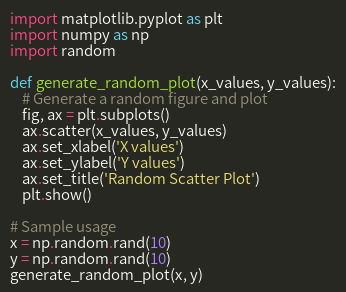 import matplotlib.pyplot as plt
import numpy as np
import random

def generate_random_plot(x_values, y_values):
    # Generate a random figure and plot
    fig, ax = plt.subplots()
    ax.scatter(x_values, y_values)
    ax.set_xlabel('X values')
    ax.set_ylabel('Y values')
    ax.set_title('Random Scatter Plot')
    plt.show()

# Sample usage
x = np.random.rand(10)
y = np.random.rand(10)
generate_random_plot(x, y)